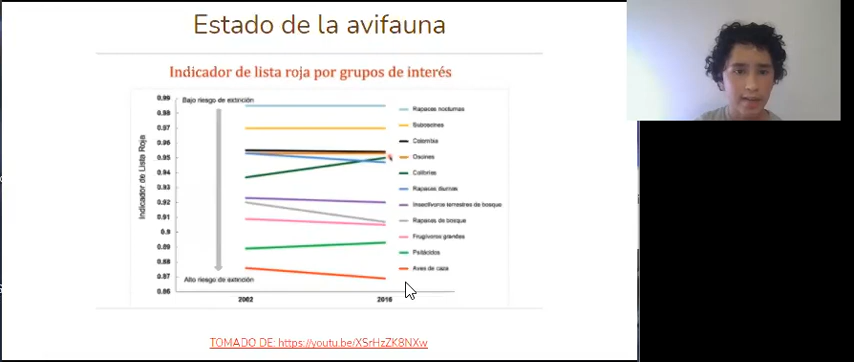 Estado de la avifauna
Indicador de lista roja por grupos de interés
Indicador de Lista Roja
0.99
0.98
0.97
0.96
0.95
0.94
0.93
0.92
0.91
0.9
0.89
0.88
0.87
0.86
Bajo riesgo de extinción
Alto riesgo de extinción
2002
2016
Rapaces nocturnas
Suboscines
Colombia
Oscines
Colibríes
Rapaces diurnas
Insectívoros terrestres de bosque
Rapaces de bosque
Frugívoros grandes
Psitácidos
Aves de caza
TOMADO DE: https://youtu.be/XSrHzZK8NXw